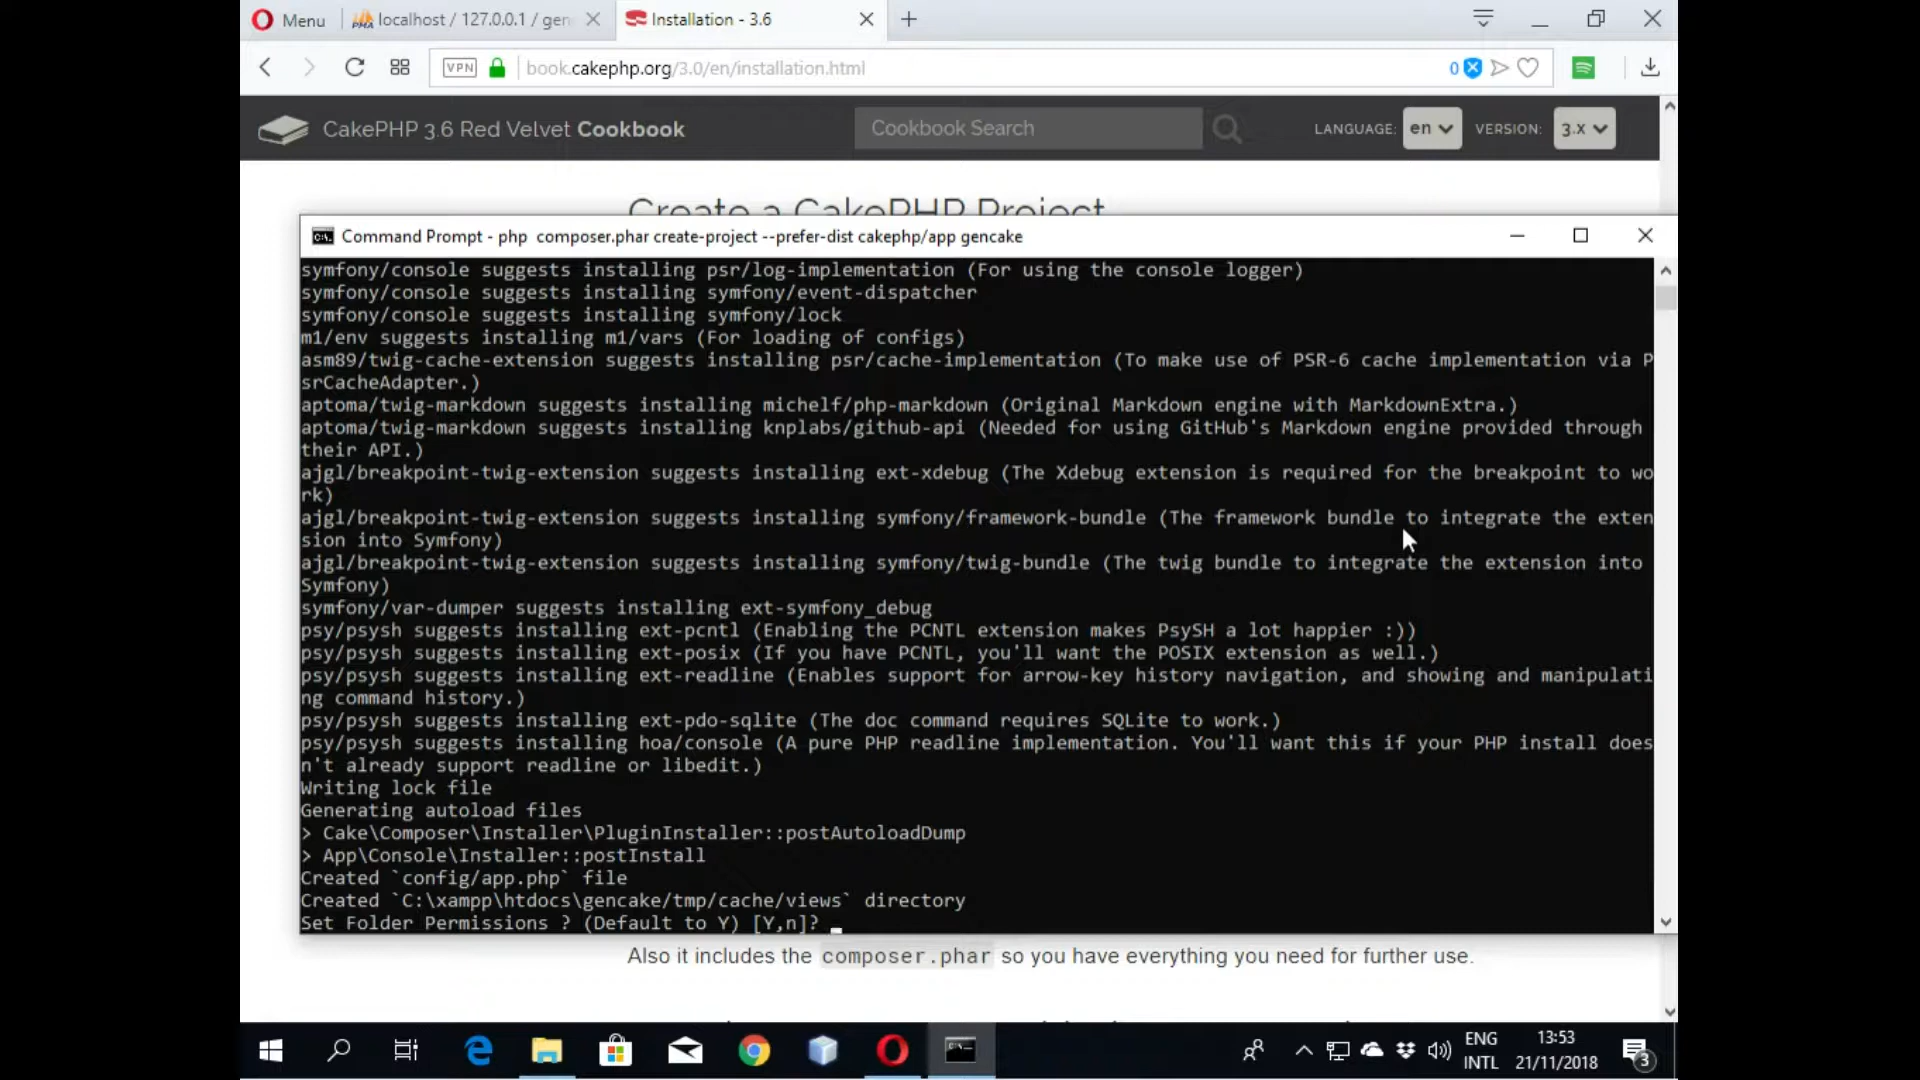 Menu
localhost / 127.0.0.1 / gen
Installation - 3.6
VPN
book.cakephp.org/3.0/en/installation.html
0
CakePHP 3.6 Red Velvet Cookbook
Cookbook Search
LANGUAGE:
en
VERSION:
3.x
Create a CakePHP Project
Command Prompt - php  composer.phar create-project --prefer-dist cakephp/app gencake
symfony/console suggests installing psr/log-implementation (For using the console logger)
symfony/console suggests installing symfony/event-dispatcher
symfony/console suggests installing symfony/lock
m1/env suggests installing m1/vars (For loading of configs)
asm89/twig-cache-extension suggests installing psr/cache-implementation (To make use of PSR-6 cache implementation via P
srCacheAdapter.)
aptoma/twig-markdown suggests installing michelf/php-markdown (Original Markdown engine with MarkdownExtra.)
aptoma/twig-markdown suggests installing knplabs/github-api (Needed for using GitHub's Markdown engine provided through
their API.)
ajgl/breakpoint-twig-extension suggests installing ext-xdebug (The Xdebug extension is required for the breakpoint to wo
rk)
ajgl/breakpoint-twig-extension suggests installing symfony/framework-bundle (The framework bundle to integrate the exten
sion into Symfony)
ajgl/breakpoint-twig-extension suggests installing symfony/twig-bundle (The twig bundle to integrate the extension into
Symfony)
symfony/var-dumper suggests installing ext-symfony_debug
psy/psysh suggests installing ext-pcntl (Enabling the PCNTL extension makes PsySH a lot happier :))
psy/psysh suggests installing ext-posix (If you have PCNTL, you'll want the POSIX extension as well.)
psy/psysh suggests installing ext-readline (Enables support for arrow-key history navigation, and showing and manipulati
ng command history.)
psy/psysh suggests installing ext-pdo-sqlite (The doc command requires SQLite to work.)
psy/psysh suggests installing hoa/console (A pure PHP readline implementation. You'll want this if your PHP install does
n't already support readline or libedit.)
Writing lock file
Generating autoload files
> Cake\Composer\Installer\PluginInstaller::postAutoloadDump
> App\Console\Installer::postInstall
Created `config/app.php` file
Created `C:\xampp\htdocs\gencake/tmp/cache/views` directory
Set Folder Permissions ? (Default to Y) [Y,n]?
Also it includes the composer.phar so you have everything you need for further use.
ENG
INTL
13:53
21/11/2018
3